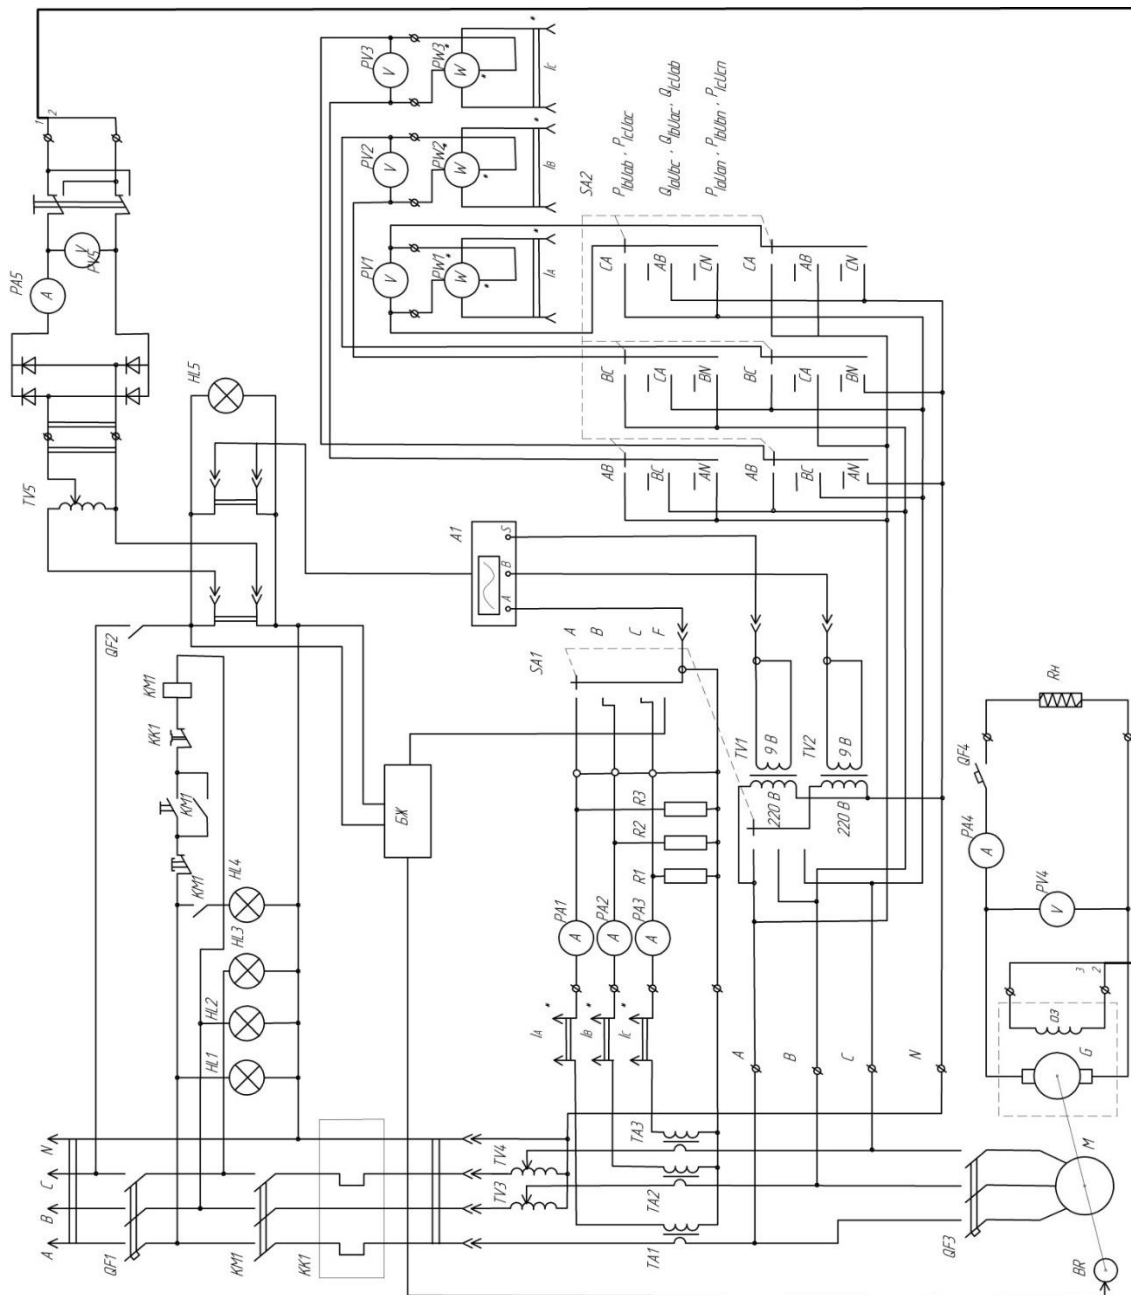 PA5
A
V
PV5
1
2
TV5
HL5
QF2
KM1
KK1
KM1
KM1
HL4
HL3
HL2
HL1
БЖ
N
C
B
A
QF1
KM1
KK1
PV3
V
PW3
W
*
*
IC
PV2
V
PW2
W
*
*
IB
PV1
V
PW1
W
*
*
IA
SA2
PIbUab , PIcUac
QIaUbc , QIbUac , QIcUab
PIaUan , PIbUbn , PIcUcn
CA
AB
CN
CA
AB
CN
BC
CA
BN
BC
CA
BN
AB
BC
AN
AB
BC
AN
A1
A
B
S
SA1
A
B
C
F
TV1
9 В
220 В
TV2
9 В
220 В
R3
R2
R1
PA1
A
PA2
A
PA3
A
IA
*
IB
*
IC
*
A
B
C
N
TV4
TV3
TA3
TA2
TA1
QF4
Rн
PA4
A
PV4
V
3
2
ОЗ
G
M
QF3
BR